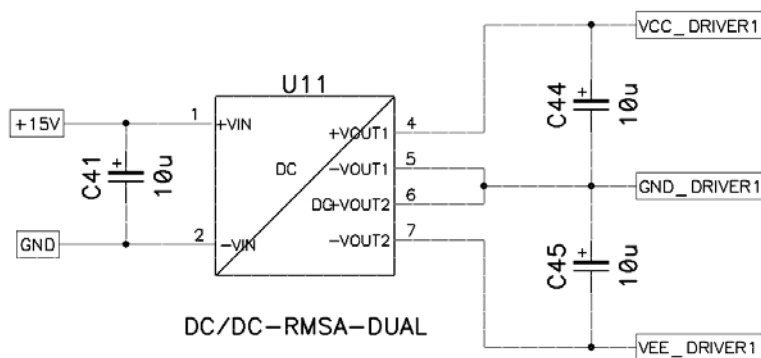 VCC_DRIVER1
U11
C44
10u
+15V
1
+VIN
+VOUT1
4
C41
10u
DC
-VOUT1
5
GND_DRIVER1
DC
+VOUT2
6
GND
2
-VIN
-VOUT2
7
C45
10u
DC/DC-RMSA-DUAL
VEE_DRIVER1